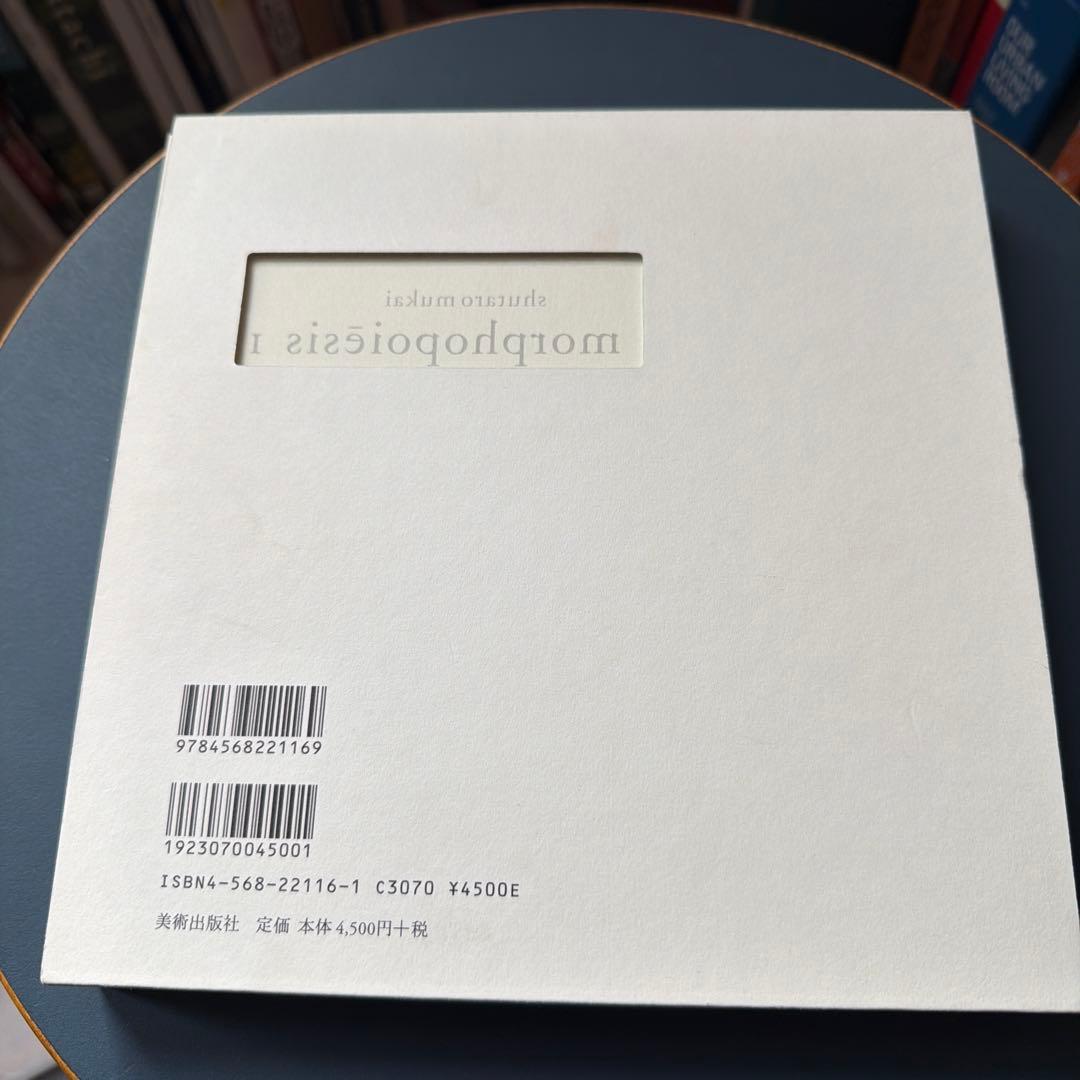 shutaro mukai
morphopoiēsis I
9784568221169
1923070045001
ISBN4-568-22116-1 C3070 ¥4500E
美術出版社 定価 本体4,500円+税